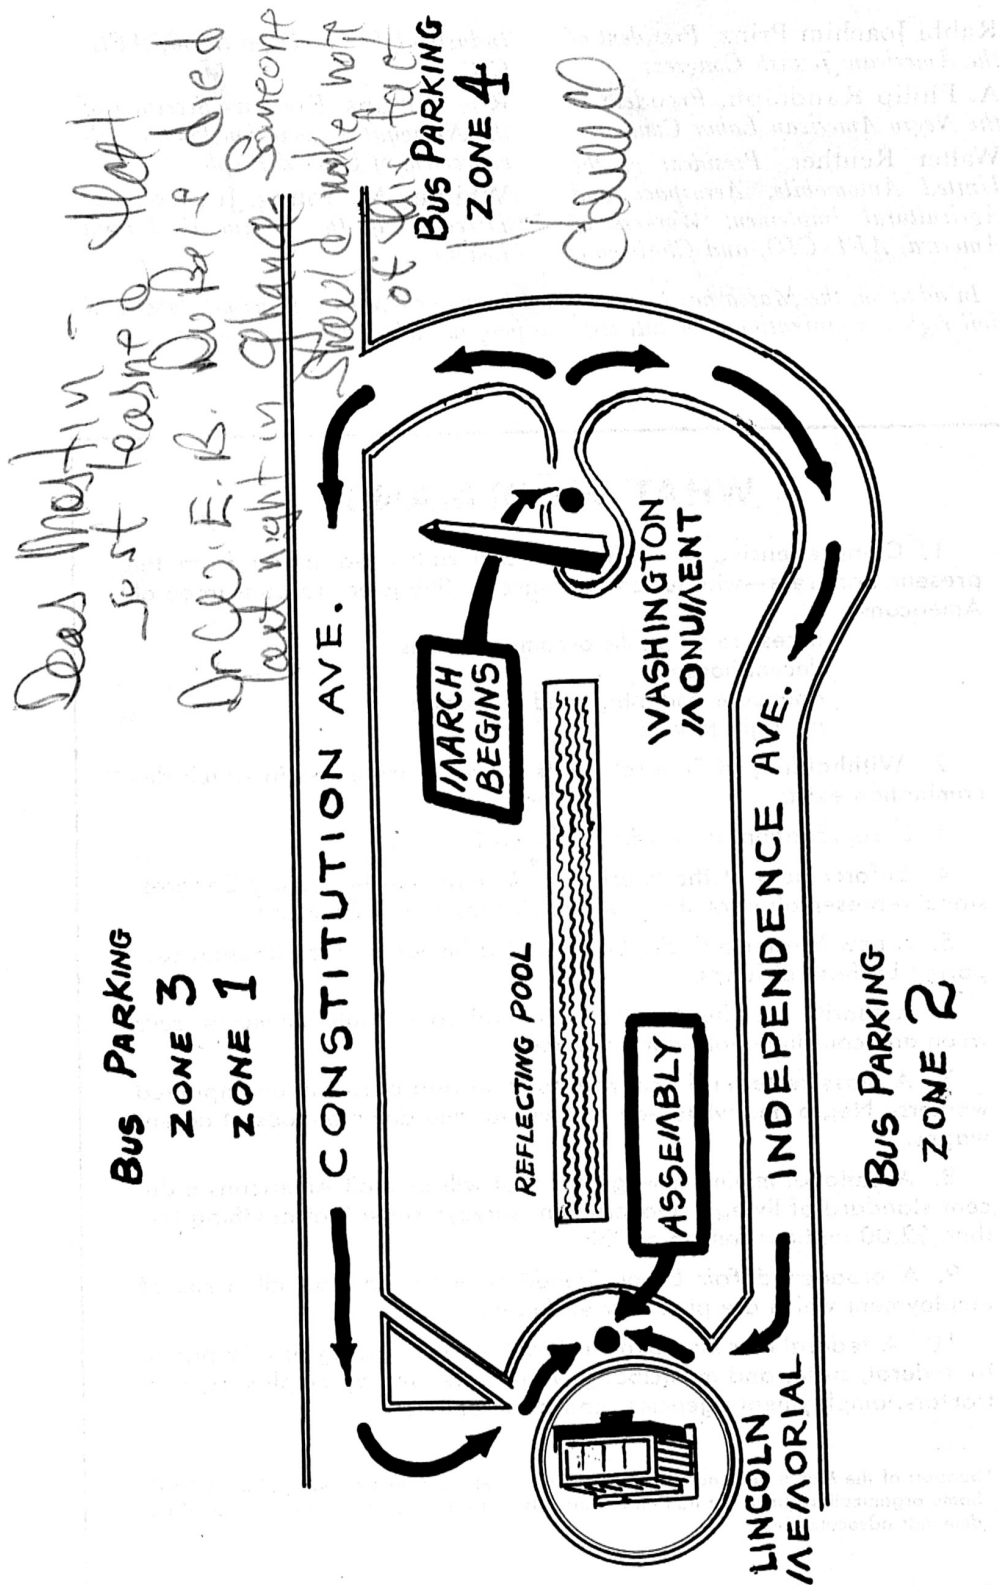 Dear Martin -
just learned that
Dr W. E. B. DuBois died
last night in Ghana. Someone
should make note
of this fact
BUS PARKING
ZONE 3
ZONE 1
BUS PARKING
ZONE 4
CONSTITUTION AVE.
MARCH
BEGINS
REFLECTING POOL
WASHINGTON
MONUMENT
ASSEMBLY
INDEPENDENCE AVE.
LINCOLN
MEMORIAL
BUS PARKING
ZONE 2